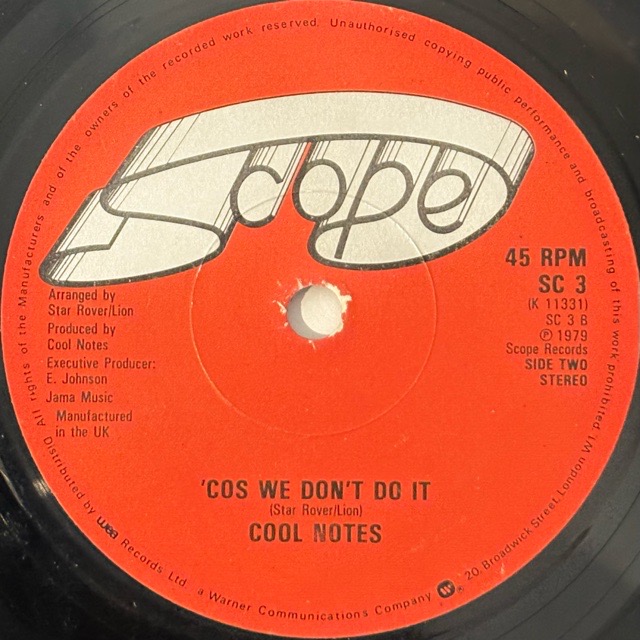 All rights of the Manufacturers and of the owners of the recorded work reserved. Unauthorised copying public performance and broadcasting of this work prohibited.
Scope
45 RPM
SC 3
(K 11331)
SC 3 B
℗ 1979
Scope Records
SIDE TWO
STEREO
Arranged by
Star Rover/Lion
Produced by
Cool Notes
Executive Producer:
E. Johnson
Jama Music
Manufactured
in the UK
'COS WE DON'T DO IT
(Star Rover/Lion)
COOL NOTES
Distributed by wea Records Ltd. a Warner Communications Company W. 20, Broadwick Street, London W1